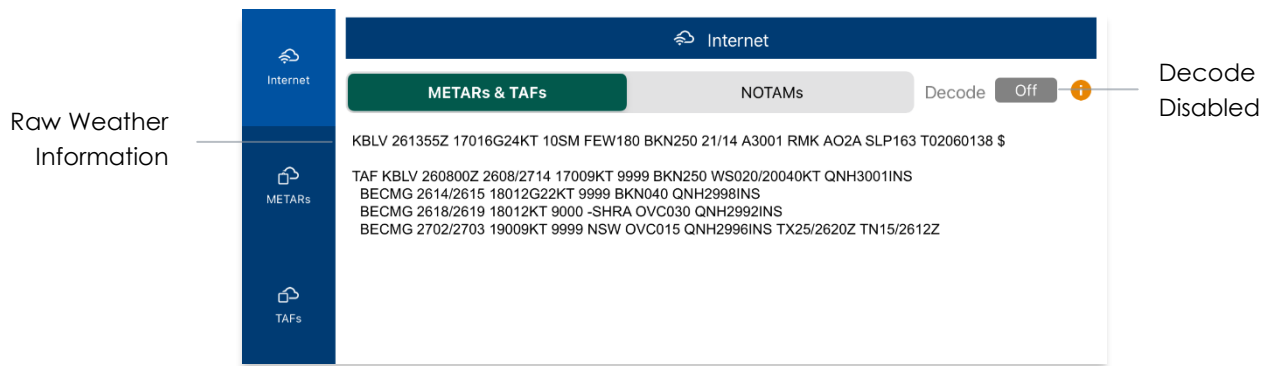 Internet
Internet
METARs & TAFs
NOTAMs
Decode
Off
i
Decode
Disabled
Raw Weather
Information
KBLV 261355Z 17016G24KT 10SM FEW180 BKN250 21/14 A3001 RMK AO2A SLP163 T02060138 $
TAF KBLV 260800Z 2608/2714 17009KT 9999 BKN250 WS020/20040KT QNH3001INS
BECMG 2614/2615 18012G22KT 9999 BKN040 QNH2998INS
BECMG 2618/2619 18012KT 9000 -SHRA OVC030 QNH2992INS
BECMG 2702/2703 19009KT 9999 NSW OVC015 QNH2996INS TX25/2620Z TN15/2612Z
METARs
TAFs